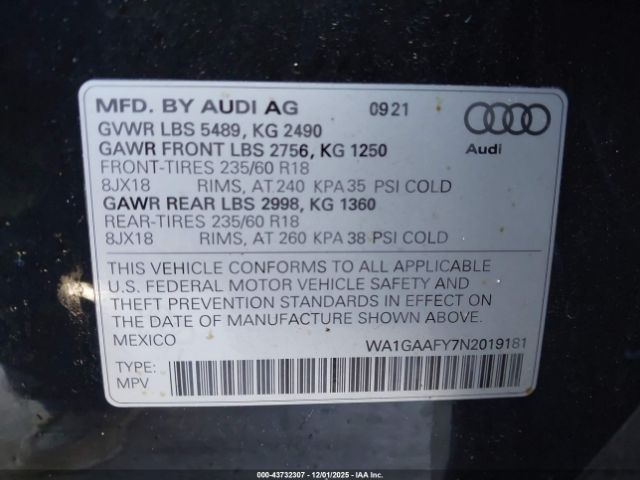 MFD. BY AUDI AG 0921
GVWR LBS 5489, KG 2490
GAWR FRONT LBS 2756, KG 1250
FRONT-TIRES 235/60 R18
8JX18 RIMS, AT 240 KPA 35 PSI COLD
GAWR REAR LBS 2998, KG 1360
REAR-TIRES 235/60 R18
8JX18 RIMS, AT 260 KPA 38 PSI COLD
Audi
THIS VEHICLE CONFORMS TO ALL APPLICABLE
U.S. FEDERAL MOTOR VEHICLE SAFETY AND
THEFT PREVENTION STANDARDS IN EFFECT ON
THE DATE OF MANUFACTURE SHOWN ABOVE.
MEXICO WA1GAAFY7N2019181
TYPE:
MPV
000-43732307 - 12/01/2025 - IAA Inc.